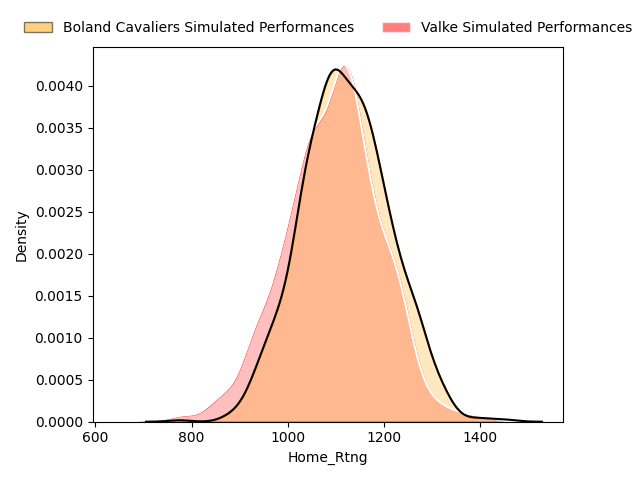 Boland Cavaliers Simulated Performances Valke Simulated Performances
0.0040
0.0035
0.0030
0.0025
0.0020
0.0015
0.0010
0.0005
0.0000
Density
600 800 1000 1200 1400
Home_Rtng